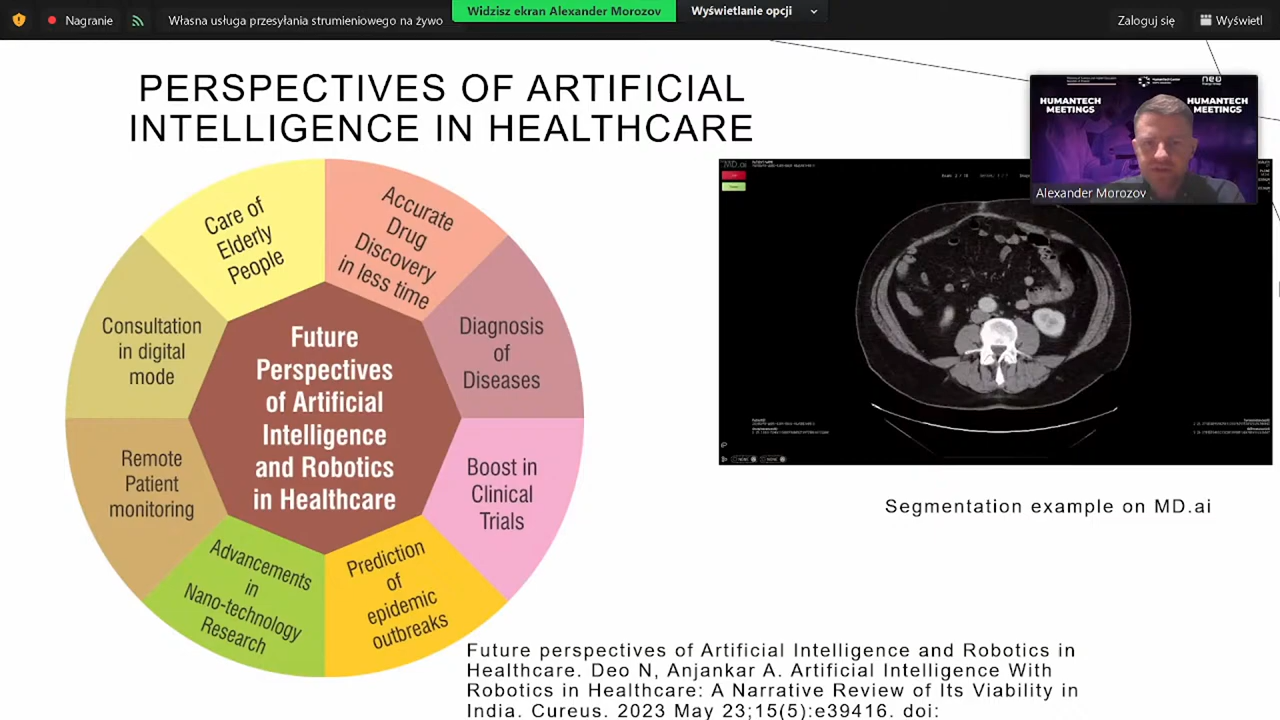 Nagranie
Własna usługa przesyłania strumieniowego na żywo
Widzisz ekran Alexander Morozov
Wyświetlanie opcji
Zaloguj się
Wyświetl
PERSPECTIVES OF ARTIFICIAL
INTELLIGENCE IN HEALTHCARE
HUMANTECH
MEETINGS
neo
HUMANTECH
MEETINGS
Alexander Morozov
Care of
Elderly
People
Accurate
Drug
Discovery
in less time
Diagnosis
of
Diseases
Boost in
Clinical
Trials
Prediction
of
epidemic
outbreaks
Advancements
in
Nano-technology
Research
Remote
Patient
monitoring
Consultation
in digital
mode
Future
Perspectives
of Artificial
Intelligence
and Robotics
in Healthcare
MD.ai
Segmentation example on MD.ai
Future perspectives of Artificial Intelligence and Robotics in
Healthcare. Deo N, Anjankar A. Artificial Intelligence With
Robotics in Healthcare: A Narrative Review of Its Viability in
India. Cureus. 2023 May 23;15(5):e39416. doi: